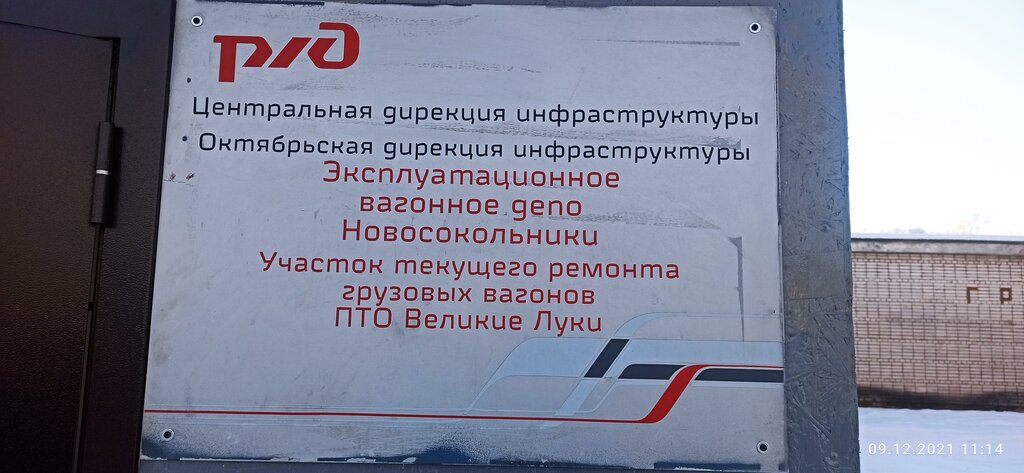 ржд
Центральная дирекция инфраструктуры
Октябрьская дирекция инфраструктуры
Эксплуатационное
вагонное депо
Новосокольники
Участок текущего ремонта
грузовых вагонов
ПТО Великие Луки
ГР
09.12.2021 11:14